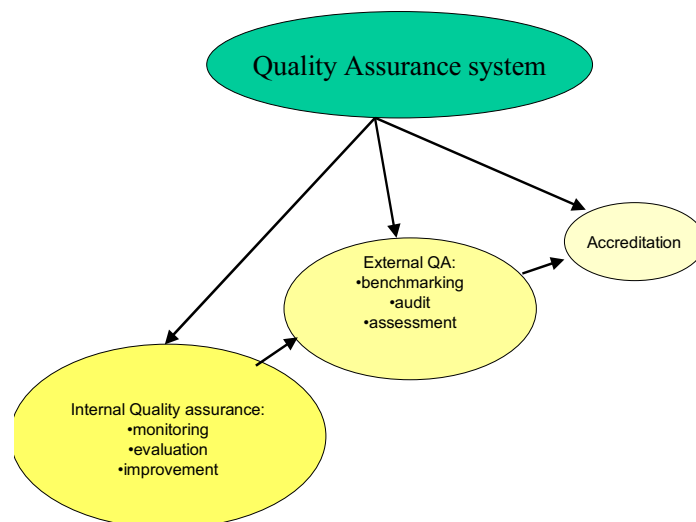 Quality Assurance system
Accreditation
External QA:
•benchmarking
•audit
•assessment
Internal Quality assurance:
•monitoring
•evaluation
•improvement